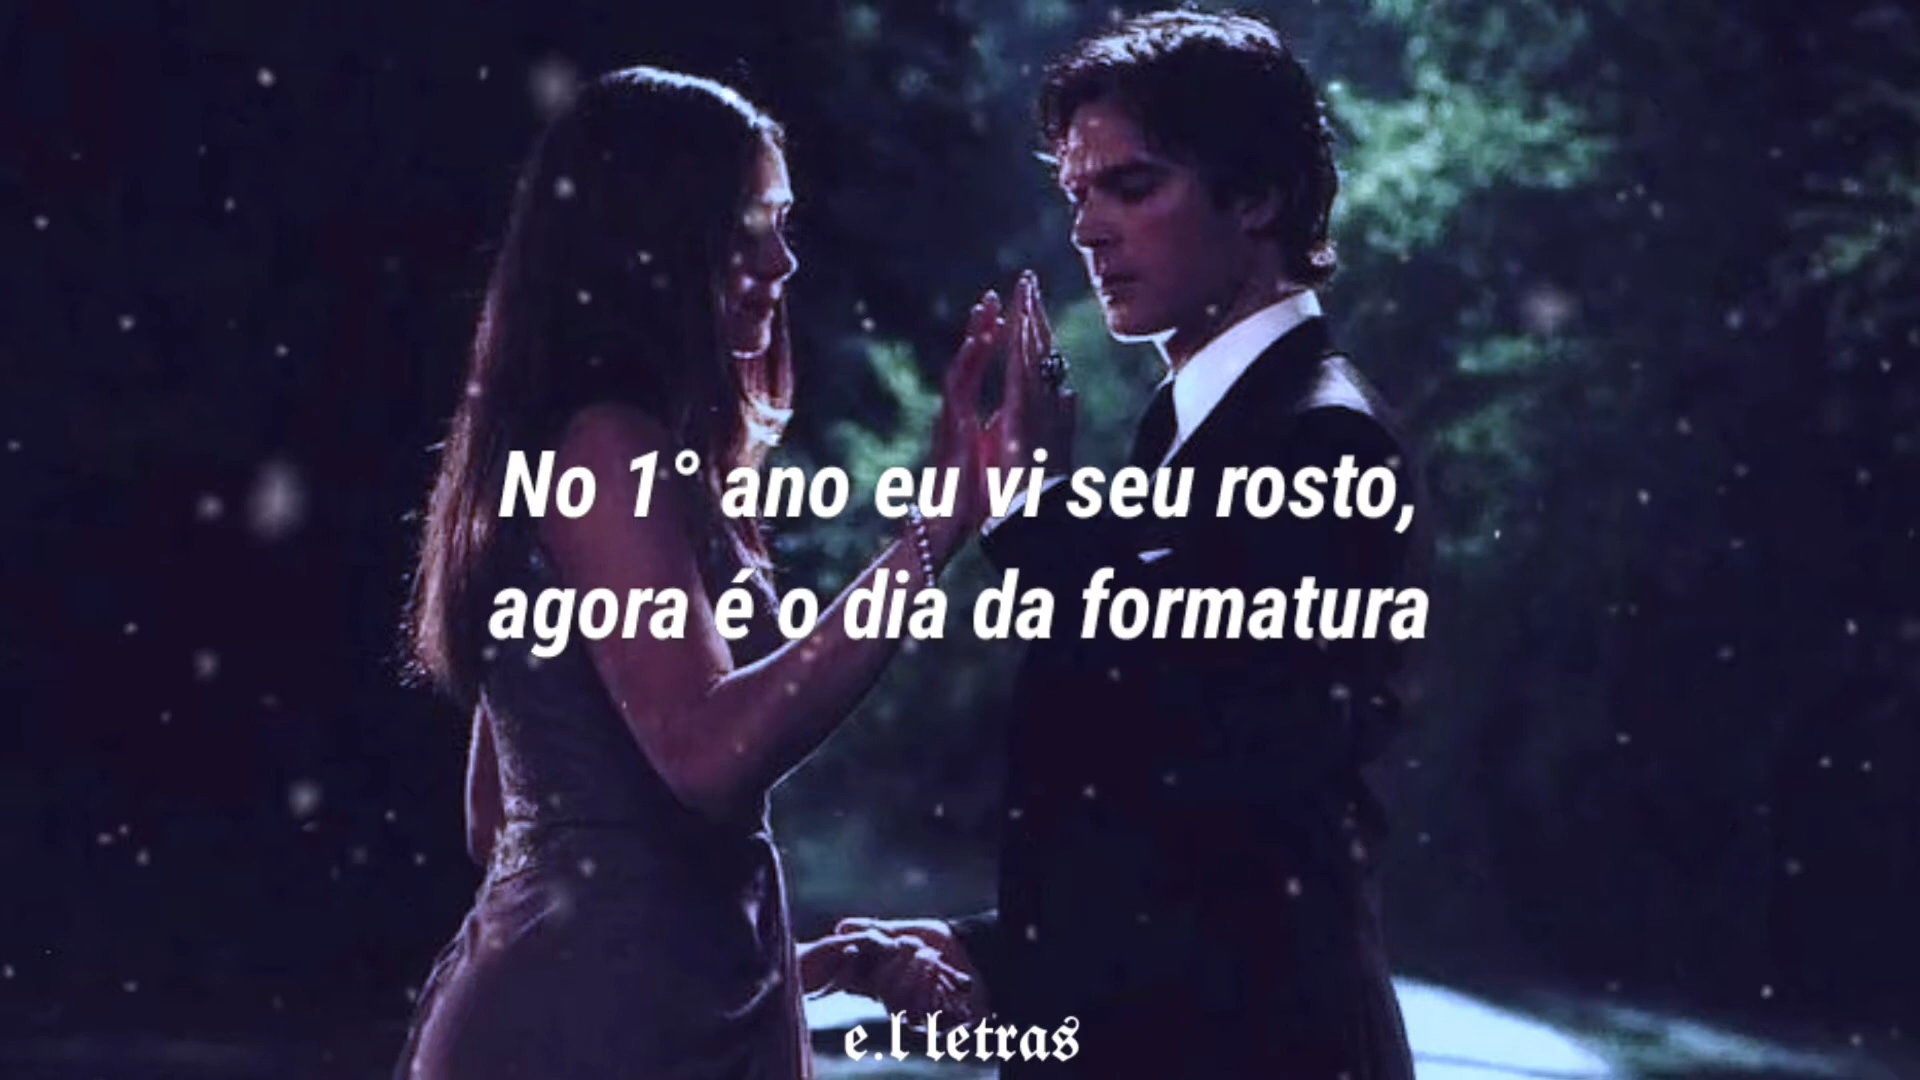 No 1° ano eu vi seu rosto,
agora é o dia da formatura
e.l letras